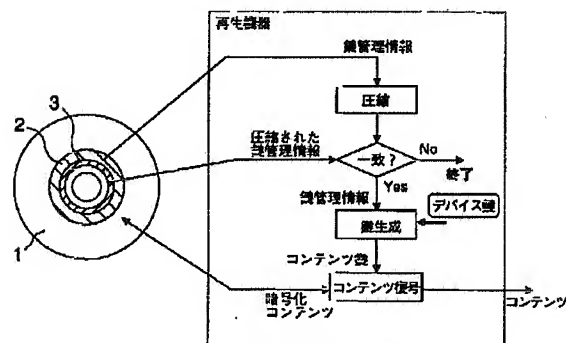 再生機器
鍵管理情報
圧縮
3
2
圧縮された
鍵管理情報
一致?
No
終了
Yes
鍵管理情報
デバイス鍵
鍵生成
1
コンテンツ鍵
暗号化
コンテンツ
コンテンツ復号
コンテンツ